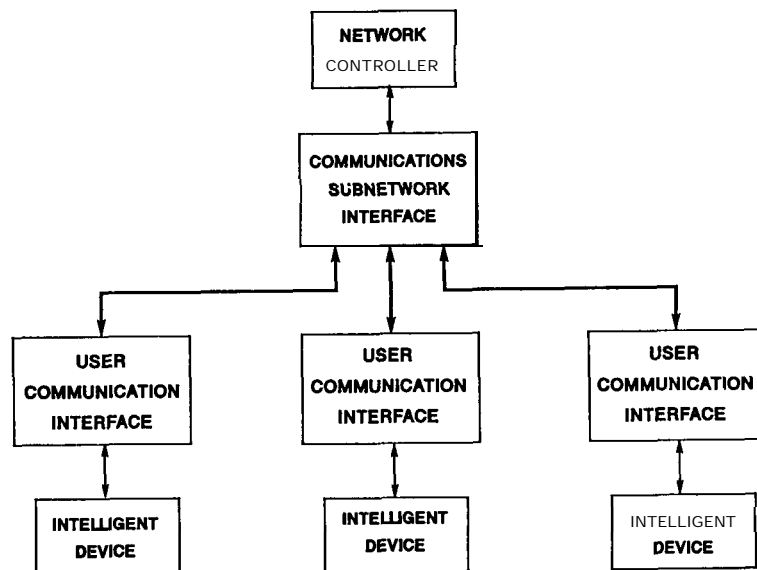 NETWORK
CONTROLLER
COMMUNICATIONS
SUBNETWORK
INTERFACE
USER
COMMUNICATION
INTERFACE
USER
COMMUNICATION
INTERFACE
USER
COMMUNICATION
INTERFACE
INTELLIGENT
DEVICE
INTELLIGENT
DEVICE
INTELLIGENT
DEVICE